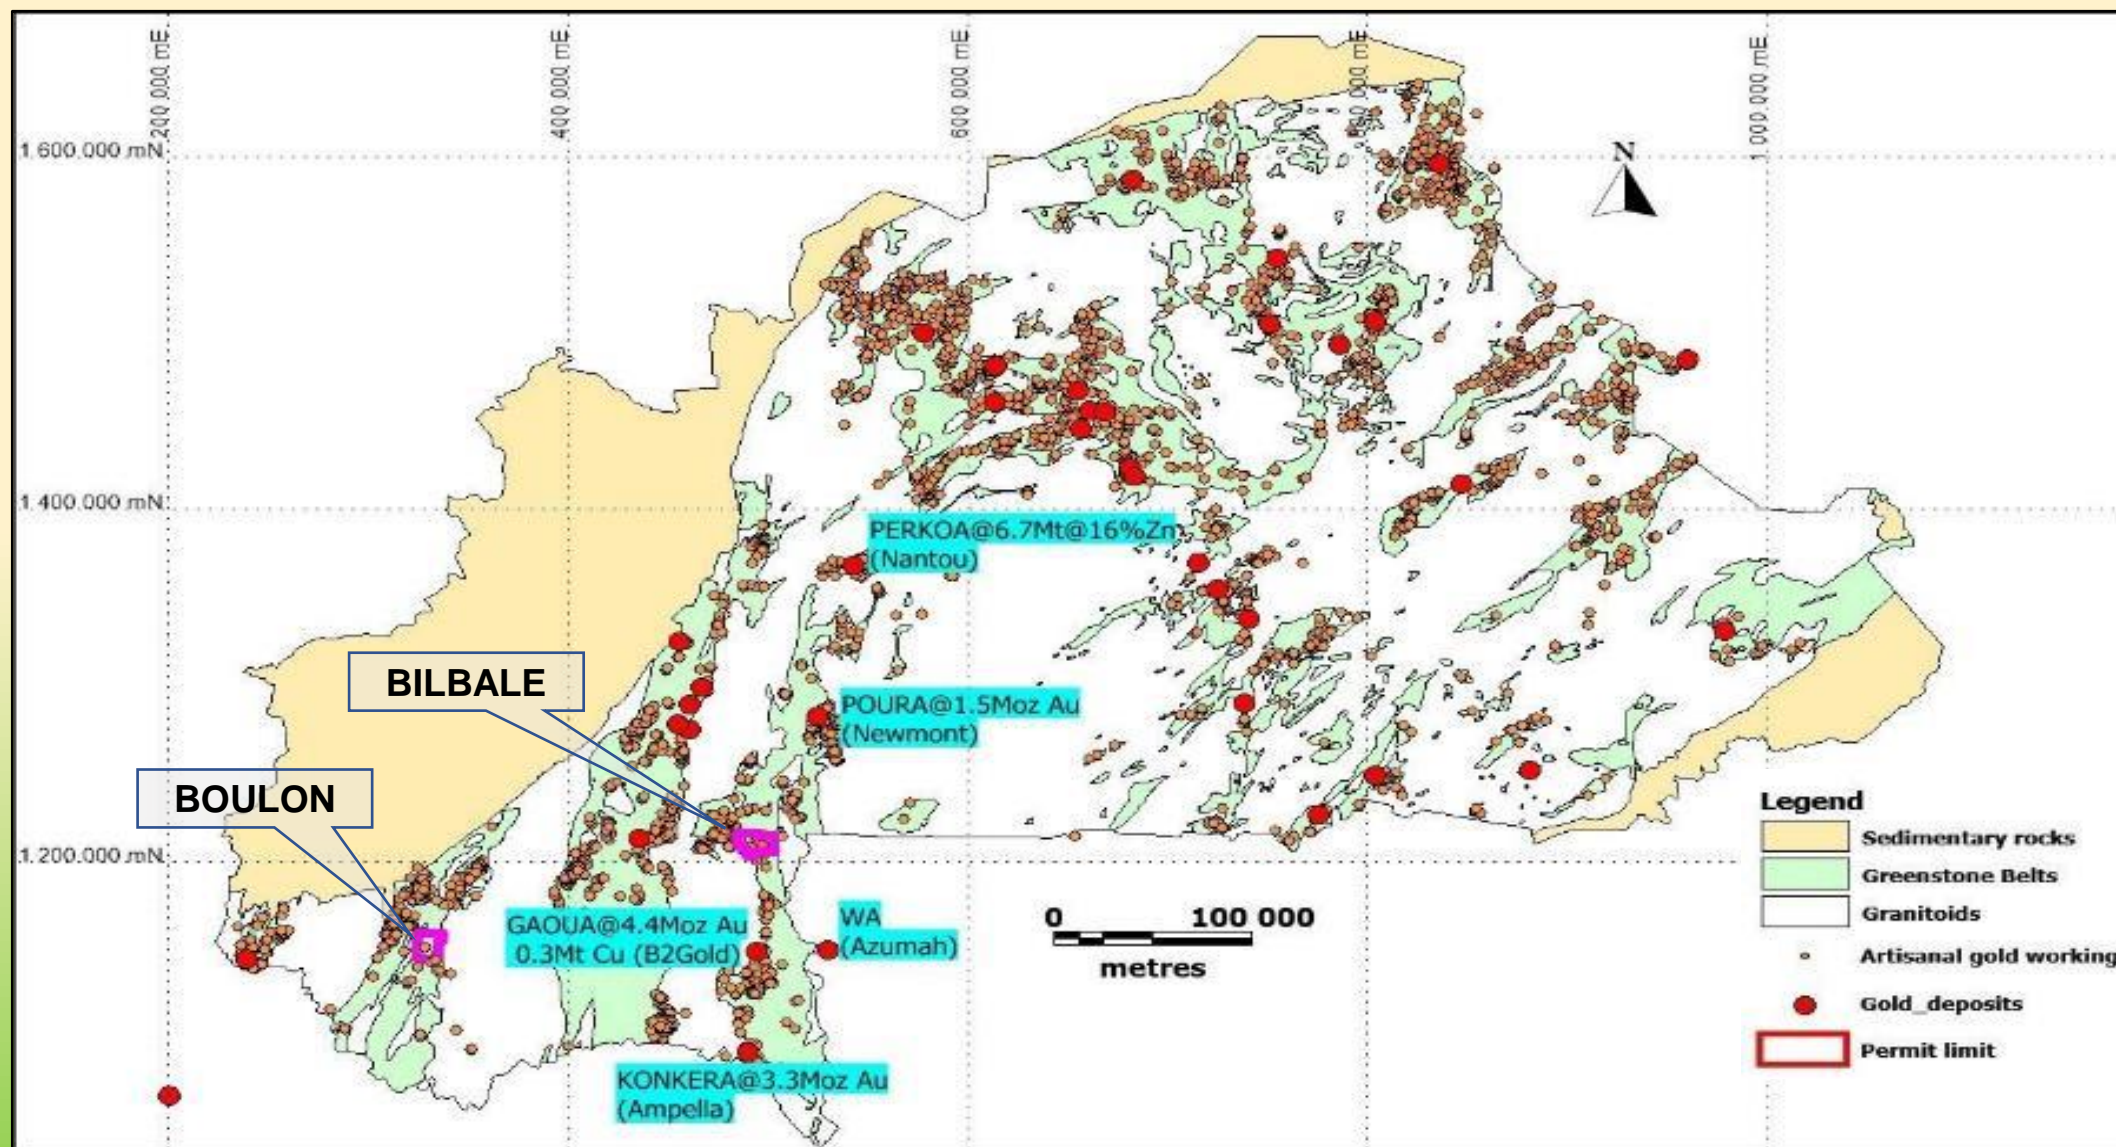 200 000 mE
400 000 mE
600 000 mE
800 000 mE
1 000 000 mE
1 600 000 mN
N
1 400 000 mN
PERKOA@6.7Mt@16%Zn
(Nantou)
BILBALE
POURA@1.5Moz Au
(Newmont)
BOULON
1 200 000 mN
GAOUA@4.4Moz Au
0.3Mt Cu (B2Gold)
WA
(Azumah)
0 100 000
metres
KONKERA@3.3Moz Au
(Ampella)
Legend
Sedimentary rocks
Greenstone Belts
Granitoids
Artisanal gold working
Gold_deposits
Permit limit